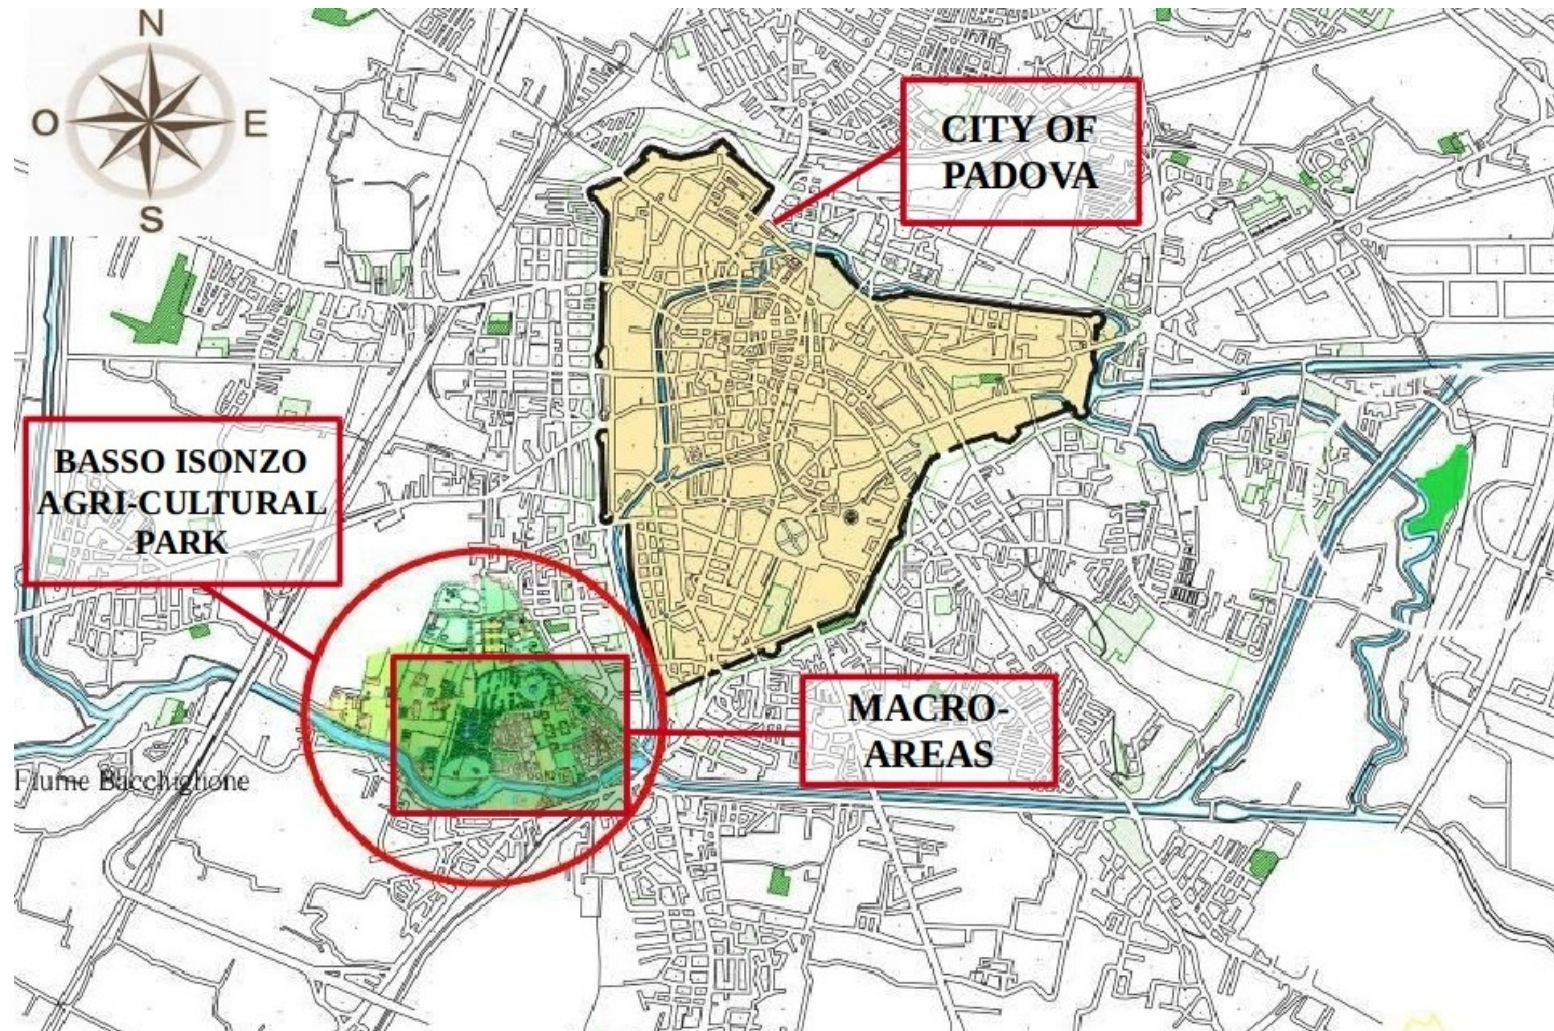 N
O
E
S
CITY OF
PADOVA
BASSO ISONZO
AGRI-CULTURAL
PARK
MACRO-
AREAS
Fiume Bacchiglione